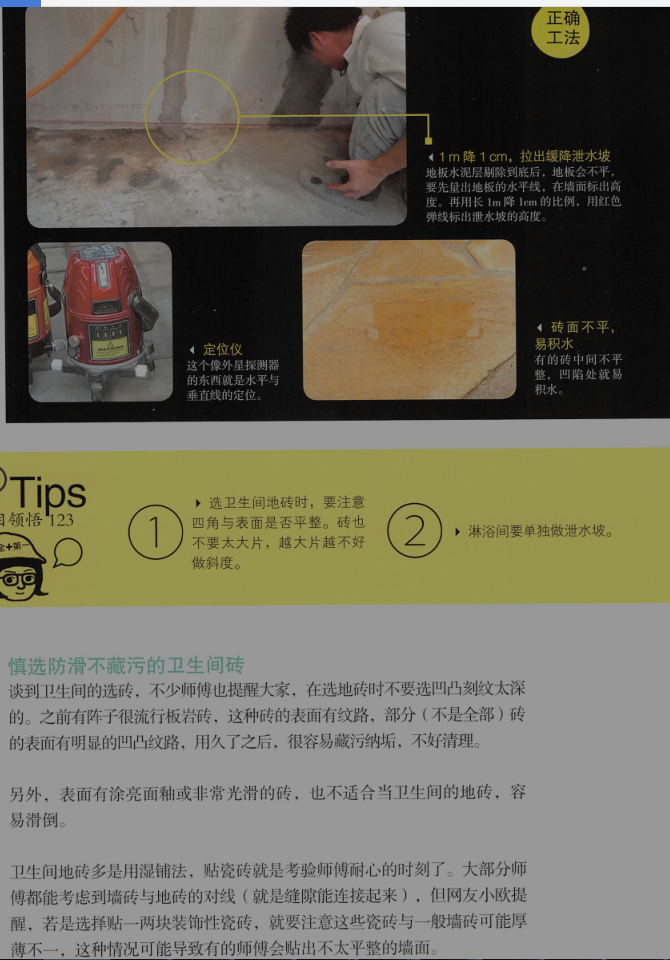 正确
工法
1 m 降 1 cm，拉出缓降泄水坡
地板水泥层剔除到底后，地板会不平，
要先量出地板的水平线，在墙面标出高
度。再用长 1m 降 1cm 的比例，用红色
弹线标出泄水坡的高度。
定位仪
这个像外星探测器
的东西就是水平与
垂直线的定位。
砖面不平，
易积水
有的砖中间不平
整，凹陷处就易
积水。
Tips
领悟 123
选卫生间地砖时，要注意
四角与表面是否平整。砖也
不要太大片，越大片越不好
做斜度。
1
2
淋浴间要单独做泄水坡。
全+第一
慎选防滑不藏污的卫生间砖
谈到卫生间的选砖，不少师傅也提醒大家，在选地砖时不要选凹凸刻纹太深
的。之前有阵子很流行板岩砖，这种砖的表面有纹路，部分（不是全部）砖
的表面有明显的凹凸纹路，用久了之后，很容易藏污纳垢，不好清理。
另外，表面有涂亮面釉或非常光滑的砖，也不适合当卫生间的地砖，容
易滑倒。
卫生间地砖多是用湿铺法，贴瓷砖就是考验师傅耐心的时刻了。大部分师
傅都能考虑到墙砖与地砖的对线（就是缝隙能连接起来），但网友小欧提
醒，若是选择贴一两块装饰性瓷砖，就要注意这些瓷砖与一般墙砖可能厚
薄不一，这种情况可能导致有的师傅会贴出不太平整的墙面。